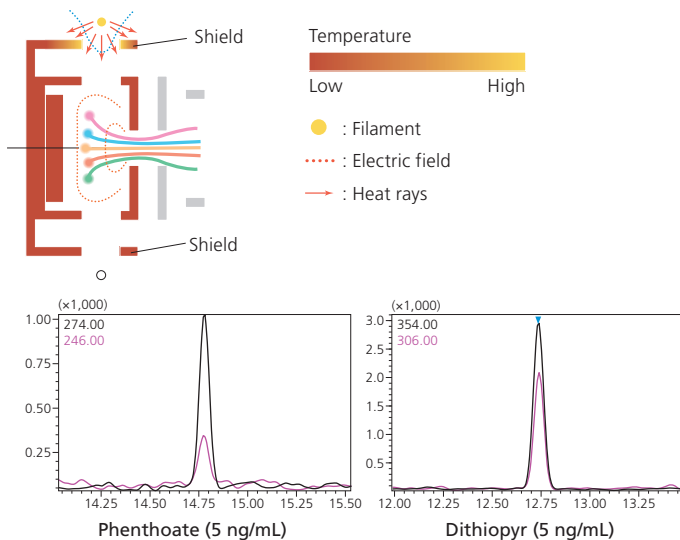 Shield
Temperature
Low High
: Filament
: Electric field
: Heat rays
Shield
(×1,000)
274.00
246.00
1.00
0.75
0.50
0.25
14.25 14.50 14.75 15.00 15.25 15.50
Phenthoate (5 ng/mL)
(×1,000)
354.00
306.00
3.0
2.5
2.0
1.5
1.0
0.5
12.00 12.25 12.50 12.75 13.00 13.25
Dithiopyr (5 ng/mL)